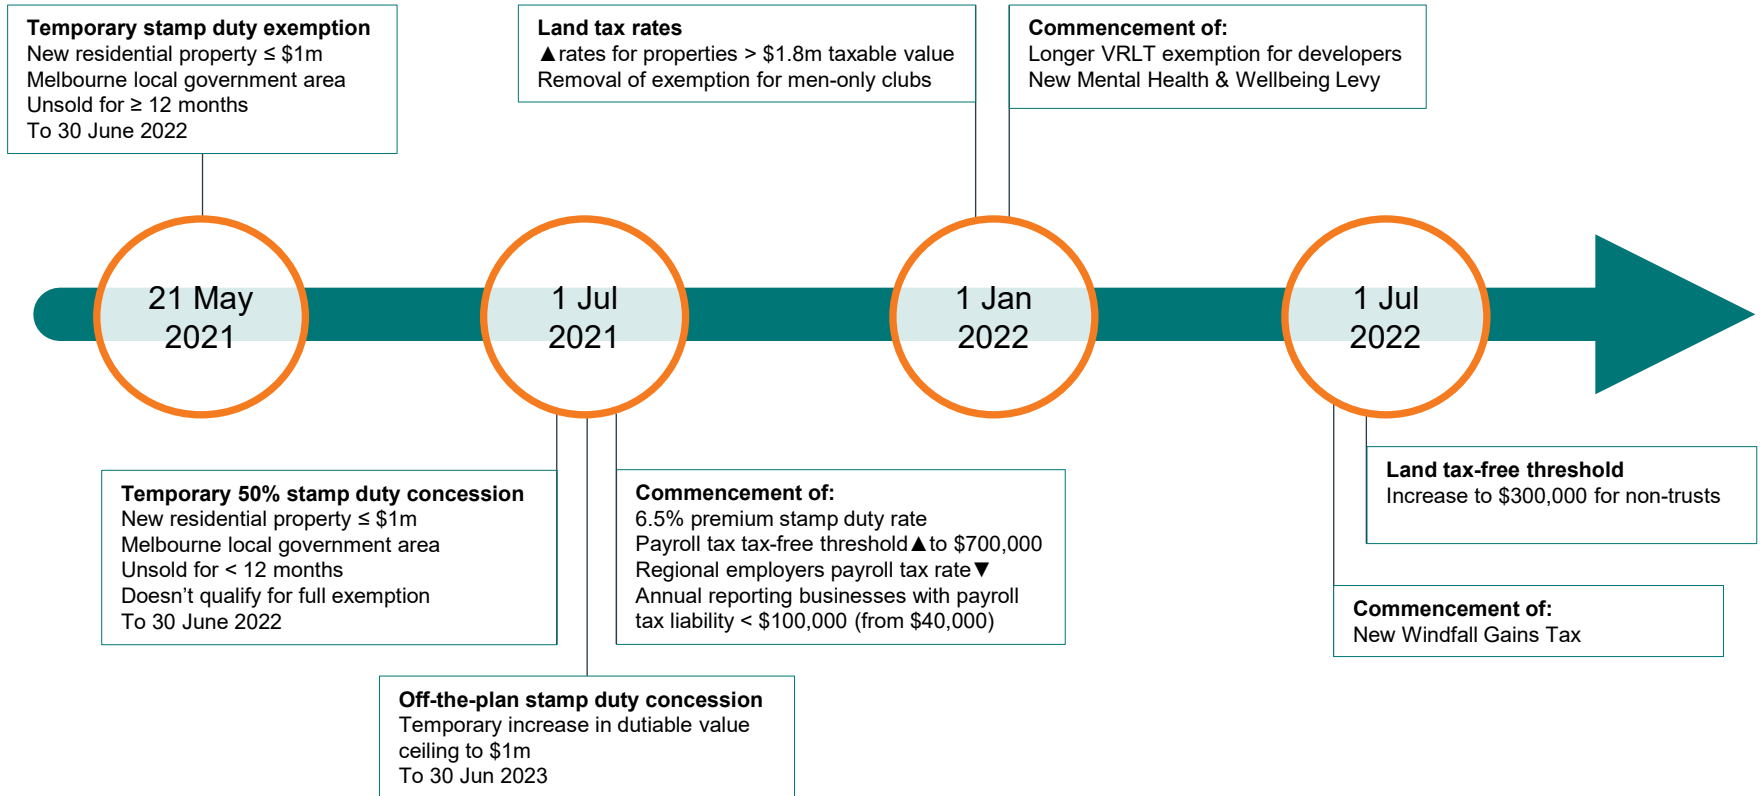 Temporary stamp duty exemption
New residential property ≤ $1m
Melbourne local government area
Unsold for ≥ 12 months
To 30 June 2022
Land tax rates
▲rates for properties > $1.8m taxable value
Removal of exemption for men-only clubs
Commencement of:
Longer VRLT exemption for developers
New Mental Health & Wellbeing Levy
21 May
2021
1 Jul
2021
1 Jan
2022
1 Jul
2022
Temporary 50% stamp duty concession
New residential property ≤ $1m
Melbourne local government area
Unsold for < 12 months
Doesn’t qualify for full exemption
To 30 June 2022
Commencement of:
6.5% premium stamp duty rate
Payroll tax tax-free threshold▲to $700,000
Regional employers payroll tax rate▼
Annual reporting businesses with payroll
tax liability < $100,000 (from $40,000)
Land tax-free threshold
Increase to $300,000 for non-trusts
Commencement of:
New Windfall Gains Tax
Off-the-plan stamp duty concession
Temporary increase in dutiable value
ceiling to $1m
To 30 Jun 2023